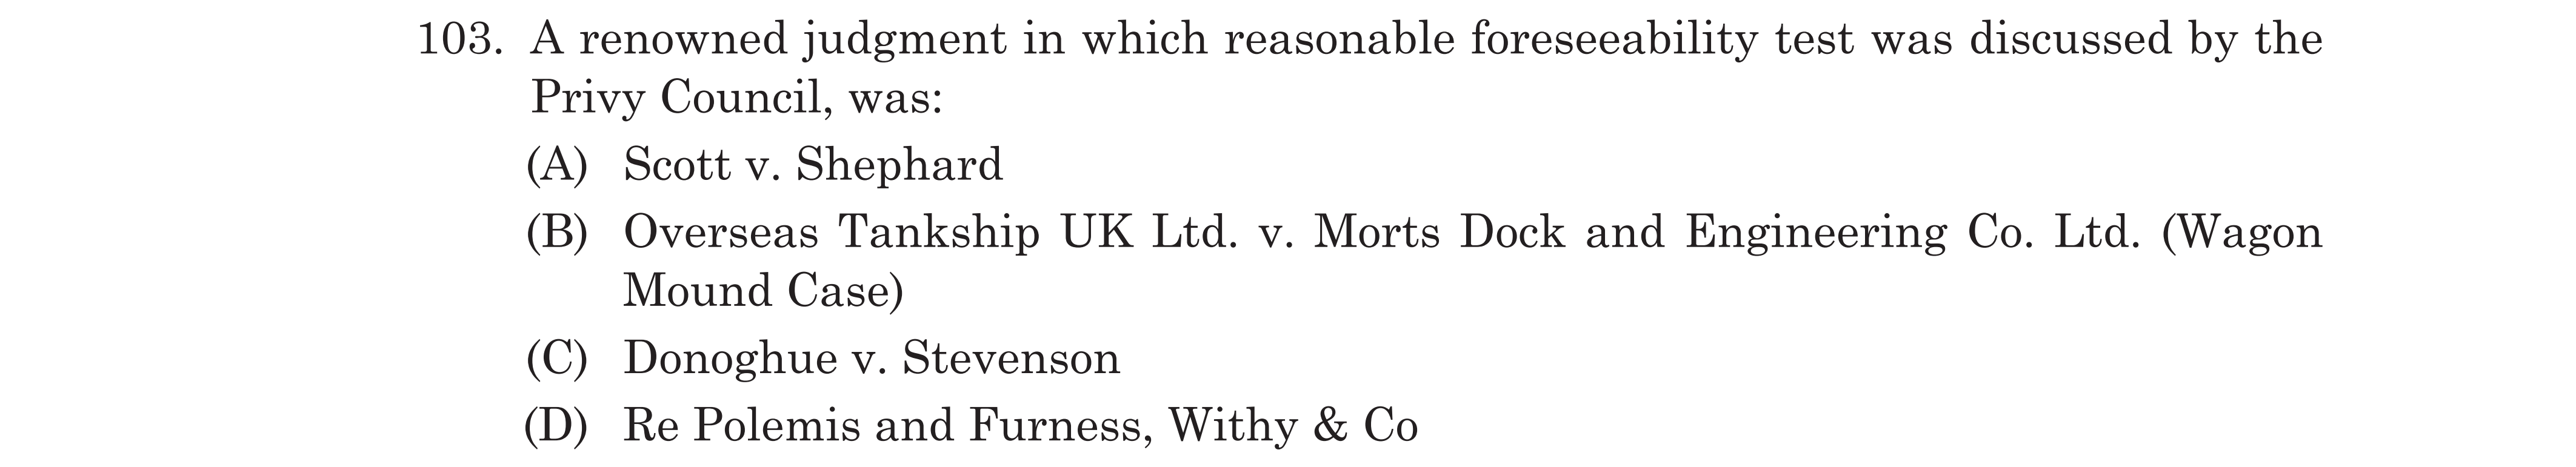 103. A renowned judgment in which reasonable foreseeability test was discussed by the
Privy Council, was:
(A) Scott v. Shephard
(B) Overseas Tankship UK Ltd. v. Morts Dock and Engineering Co. Ltd. (Wagon
Mound Case)
(C) Donoghue v. Stevenson
(D) Re Polemis and Furness, Withy & Co